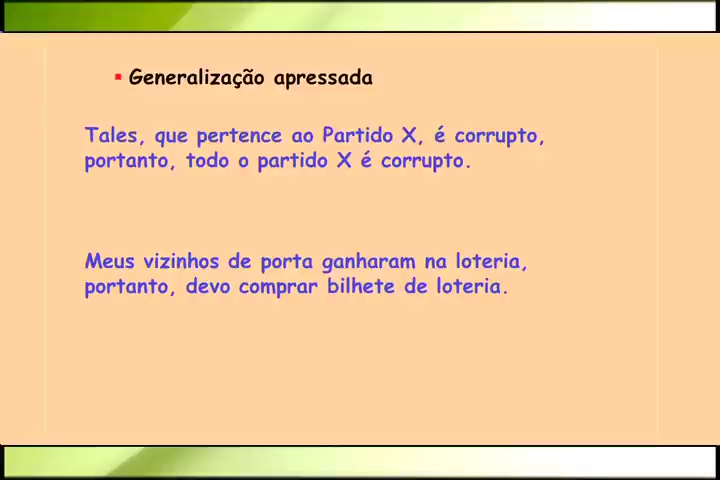 Generalização apressada
Tales, que pertence ao Partido X, é corrupto,
portanto, todo o partido X é corrupto.
Meus vizinhos de porta ganharam na loteria,
portanto, devo comprar bilhete de loteria.